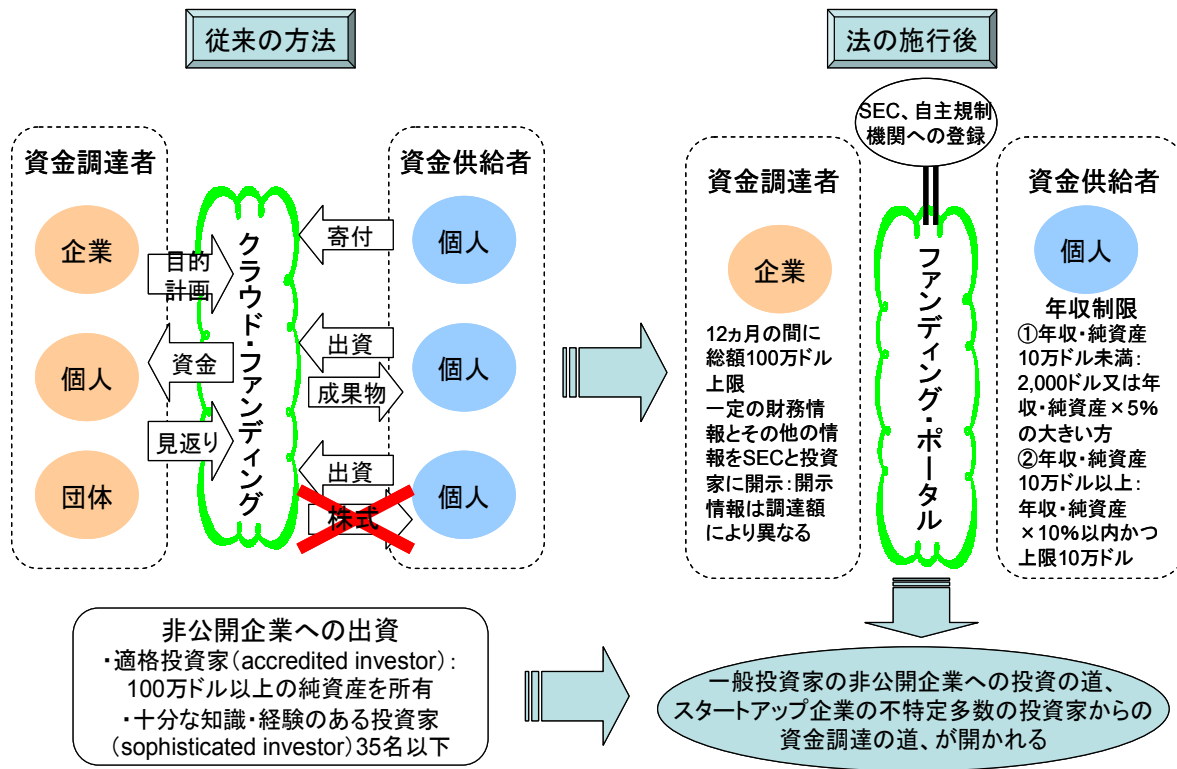 従来の方法
資金調達者
資金供給者
企業
個人
団体
目的
計画
資金
見返り
クラウド・ファンディング
寄付
出資
成果物
出資
株式
個人
個人
個人
法の施行後
SEC、自主規制
機関への登録
資金調達者
企業
12ヵ月の間に
総額100万ドル
上限
一定の財務情
報とその他の情
報をSECと投資
家に開示：開示
情報は調達額
により異なる
ファンディング・ポータル
資金供給者
個人
年収制限
①年収・純資産
10万ドル未満：
2,000ドル又は年
収・純資産×5%
の大きい方
②年収・純資産
10万ドル以上：
年収・純資産
×10%以内かつ
上限10万ドル
非公開企業への出資
・適格投資家（accredited investor）：
100万ドル以上の純資産を所有
・十分な知識・経験のある投資家
（sophisticated investor）35名以下
一般投資家の非公開企業への投資の道、
スタートアップ企業の不特定多数の投資家からの
資金調達の道、が開かれる